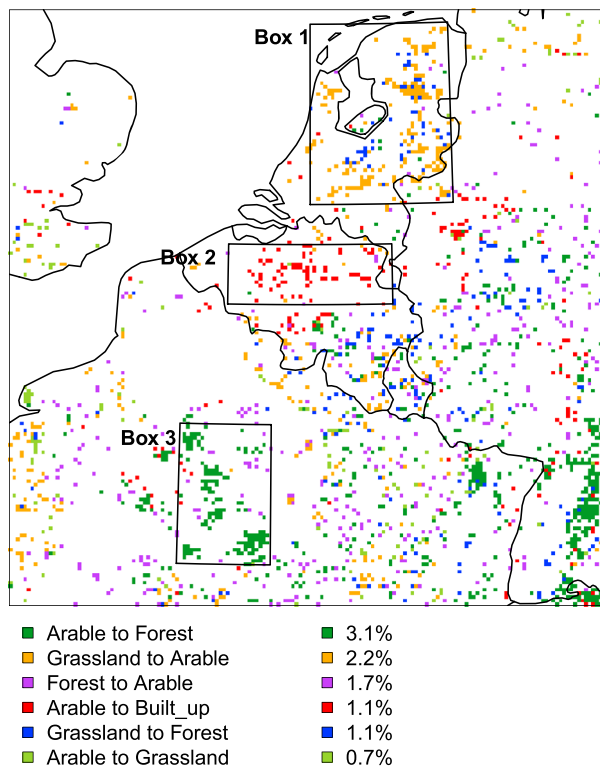 Box 1
Box 2
Box 3
Arable to Forest 3.1%
Grassland to Arable 2.2%
Forest to Arable 1.7%
Arable to Built_up 1.1%
Grassland to Forest 1.1%
Arable to Grassland 0.7%